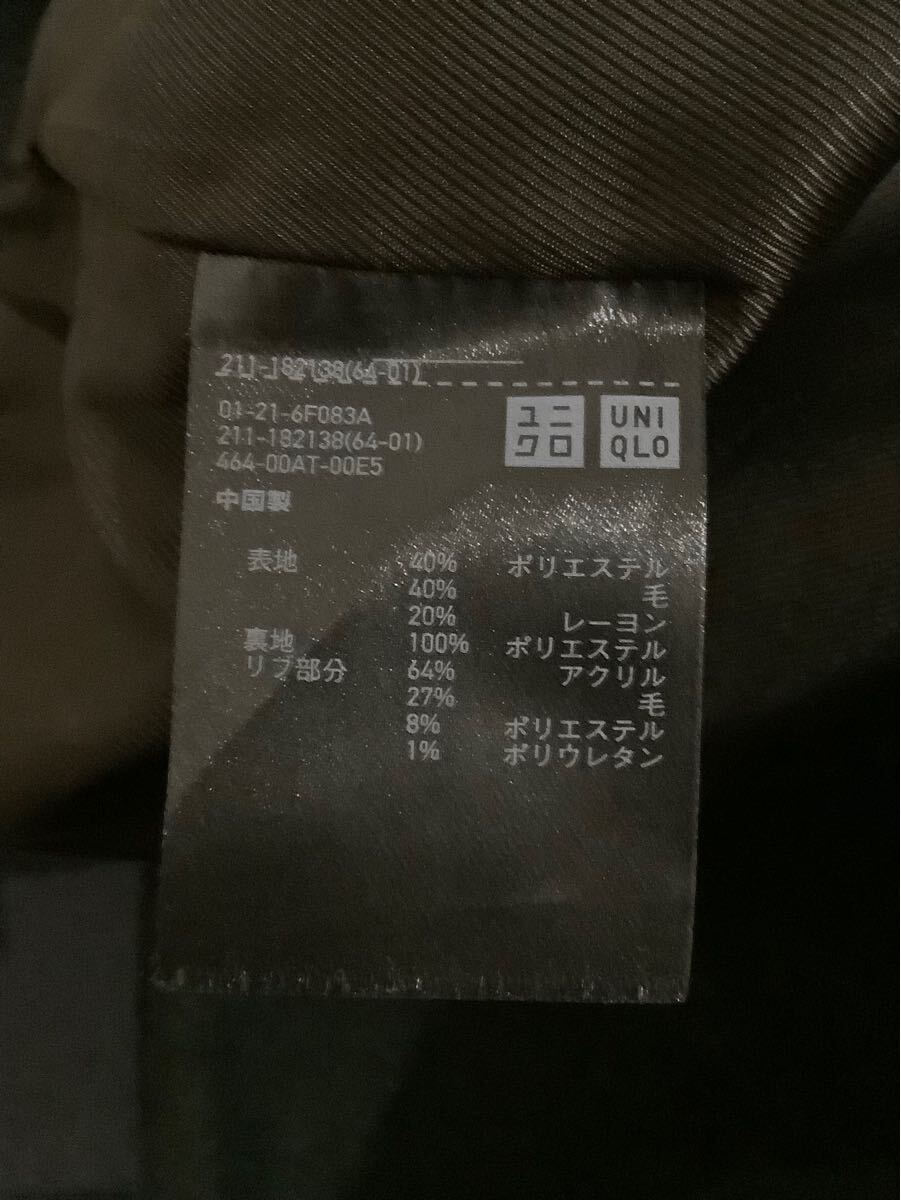 211-182138(64-01)
01-21-6F083A
211-182138(64-01)
464-00AT-00E5
ユニ
クロ
UNI
QLO
中国製
表地 40% ポリエステル
40% 毛
20% レーヨン
裏地 100% ポリエステル
リブ部分 64% アクリル
27% 毛
8% ポリエステル
1% ポリウレタン